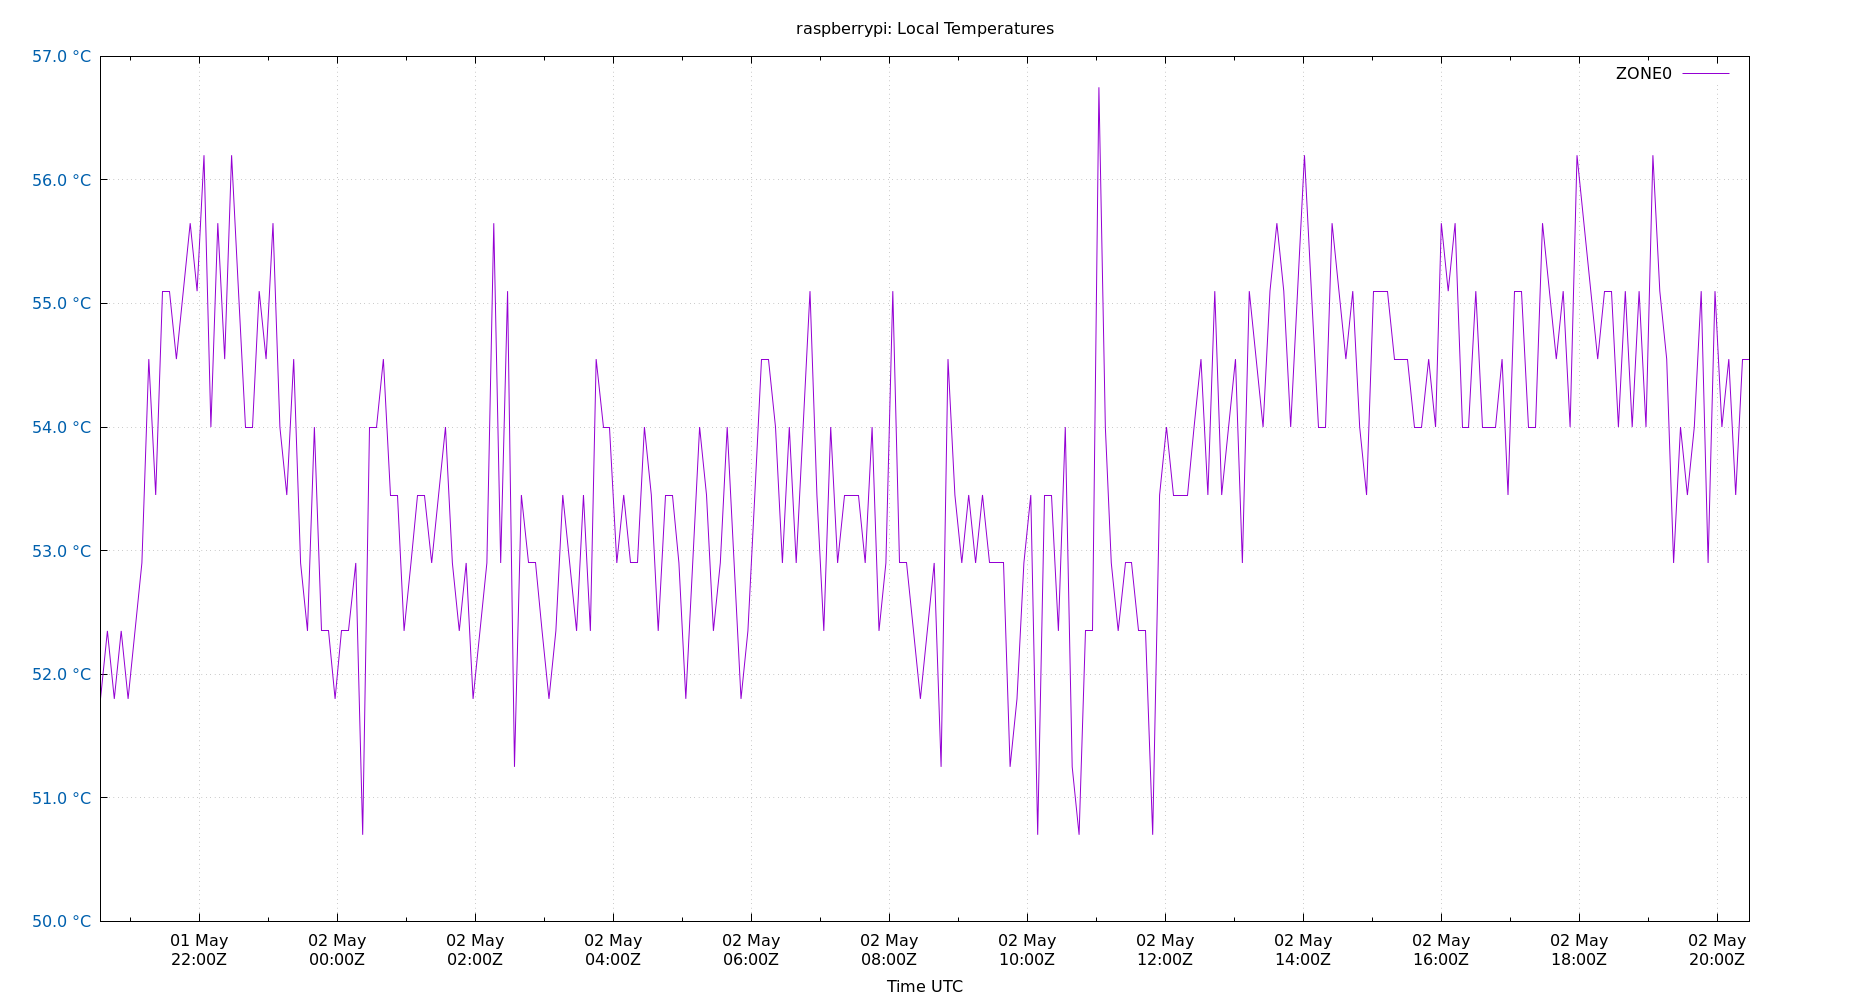 raspberrypi: Local Temperatures
57.0 °C
ZONE0
56.0 °C
55.0 °C
54.0 °C
53.0 °C
52.0 °C
51.0 °C
50.0 °C
01 May 02 May 02 May 02 May 02 May 02 May 02 May 02 May 02 May 02 May 02 May 02 May
22:00Z 00:00Z 02:00Z 04:00Z 06:00Z 08:00Z 10:00Z 12:00Z 14:00Z 16:00Z 18:00Z 20:00Z
Time UTC